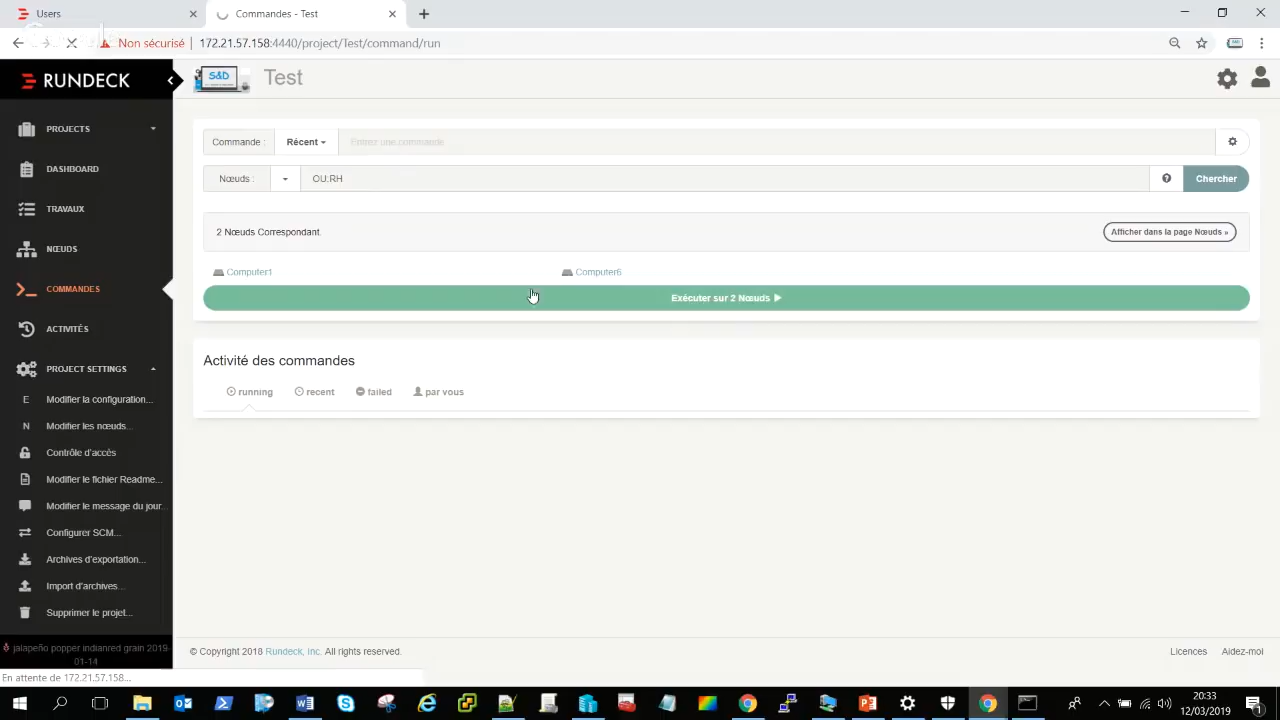 Users
Commandes - Test
Non sécurisé
172.21.57.158:4440/project/Test/command/run
RUNDECK
S&D
Test
PROJECTS
DASHBOARD
TRAVAUX
NŒUDS
COMMANDES
ACTIVITÉS
PROJECT SETTINGS
E Modifier la configuration...
N Modifier les nœuds...
Contrôle d'accès
Modifier le fichier Readme...
Modifier le message du jour
Configurer SCM...
Archives d'exportation...
Import d'archives...
Supprimer le projet...
jalapeño popper indianred grain 2019-
01-14
En attente de 172.21.57.158...
Commande :
Récent
Entrez une commande
Nœuds :
OU:RH
Chercher
2 Nœuds Correspondant.
Afficher dans la page Nœuds »
Computer1
Computer6
Exécuter sur 2 Nœuds
Activité des commandes
running
recent
failed
par vous
© Copyright 2018 Rundeck, Inc. All rights reserved.
Licences
Aidez-moi
20:33
12/03/2019